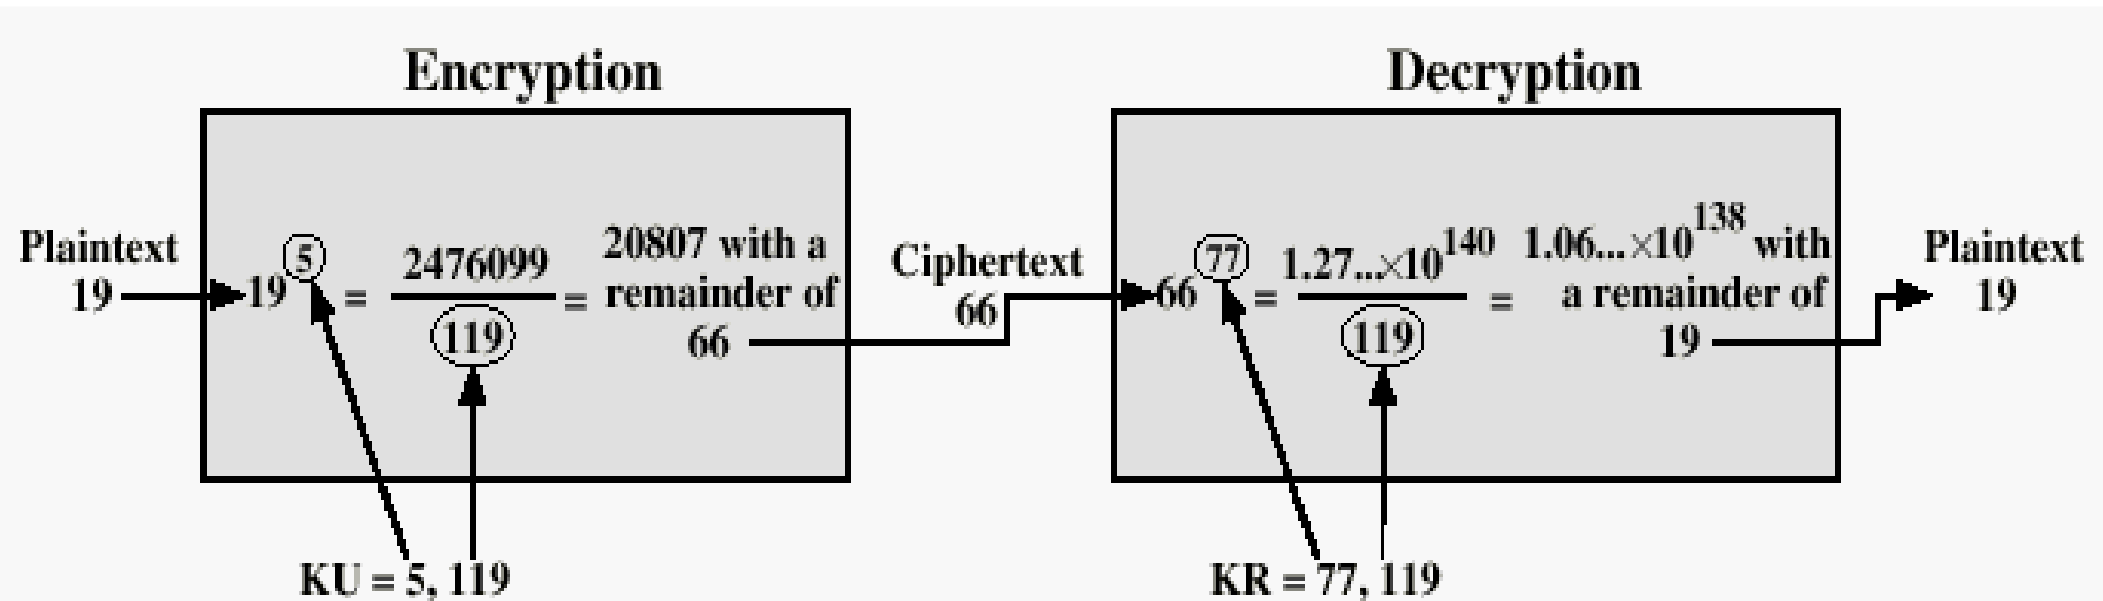 Encryption
Plaintext
19
19^5 = 2476099 / 119 = 20807 with a
remainder of
66
KU = 5, 119
Ciphertext
66
Decryption
66^77 = 1.27...×10^140 / 119 = 1.06...×10^138 with
a remainder of
19
KR = 77, 119
Plaintext
19